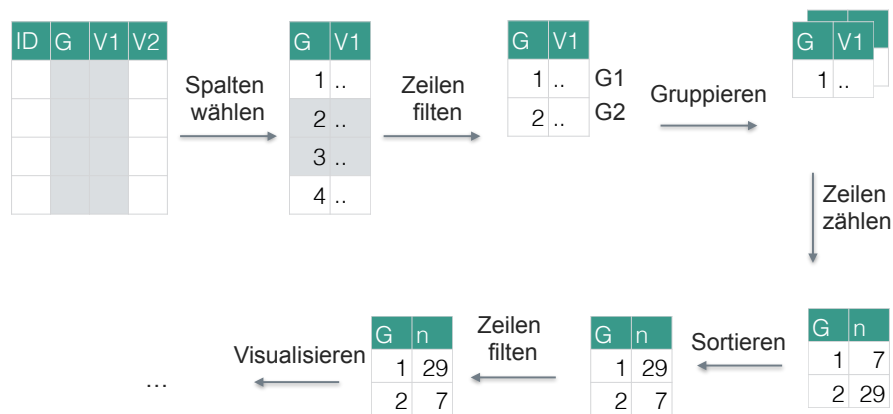 ID G V1 V2
Spalten
wählen
G V1
1 ..
2 ..
3 ..
4 ..
Zeilen
filten
G V1
1 .. G1
2 .. G2
Gruppieren
G V1
1 ..
Zeilen
zählen
G n
1 7
2 29
Sortieren
G n
1 29
2 7
Zeilen
filten
G n
1 29
2 7
Visualisieren
...